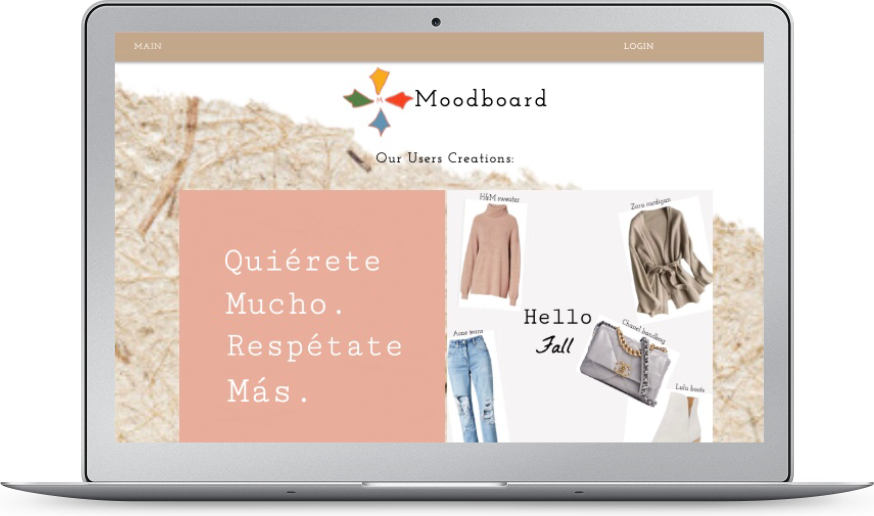 MAIN
LOGIN
M
Moodboard
Our Users Creations:
Quiérete
Mucho.
Respétate
Más.
H&M sweater
Zara cardigan
Hello
Fall
Acne jeans
Chanel handbag
Lulu boots